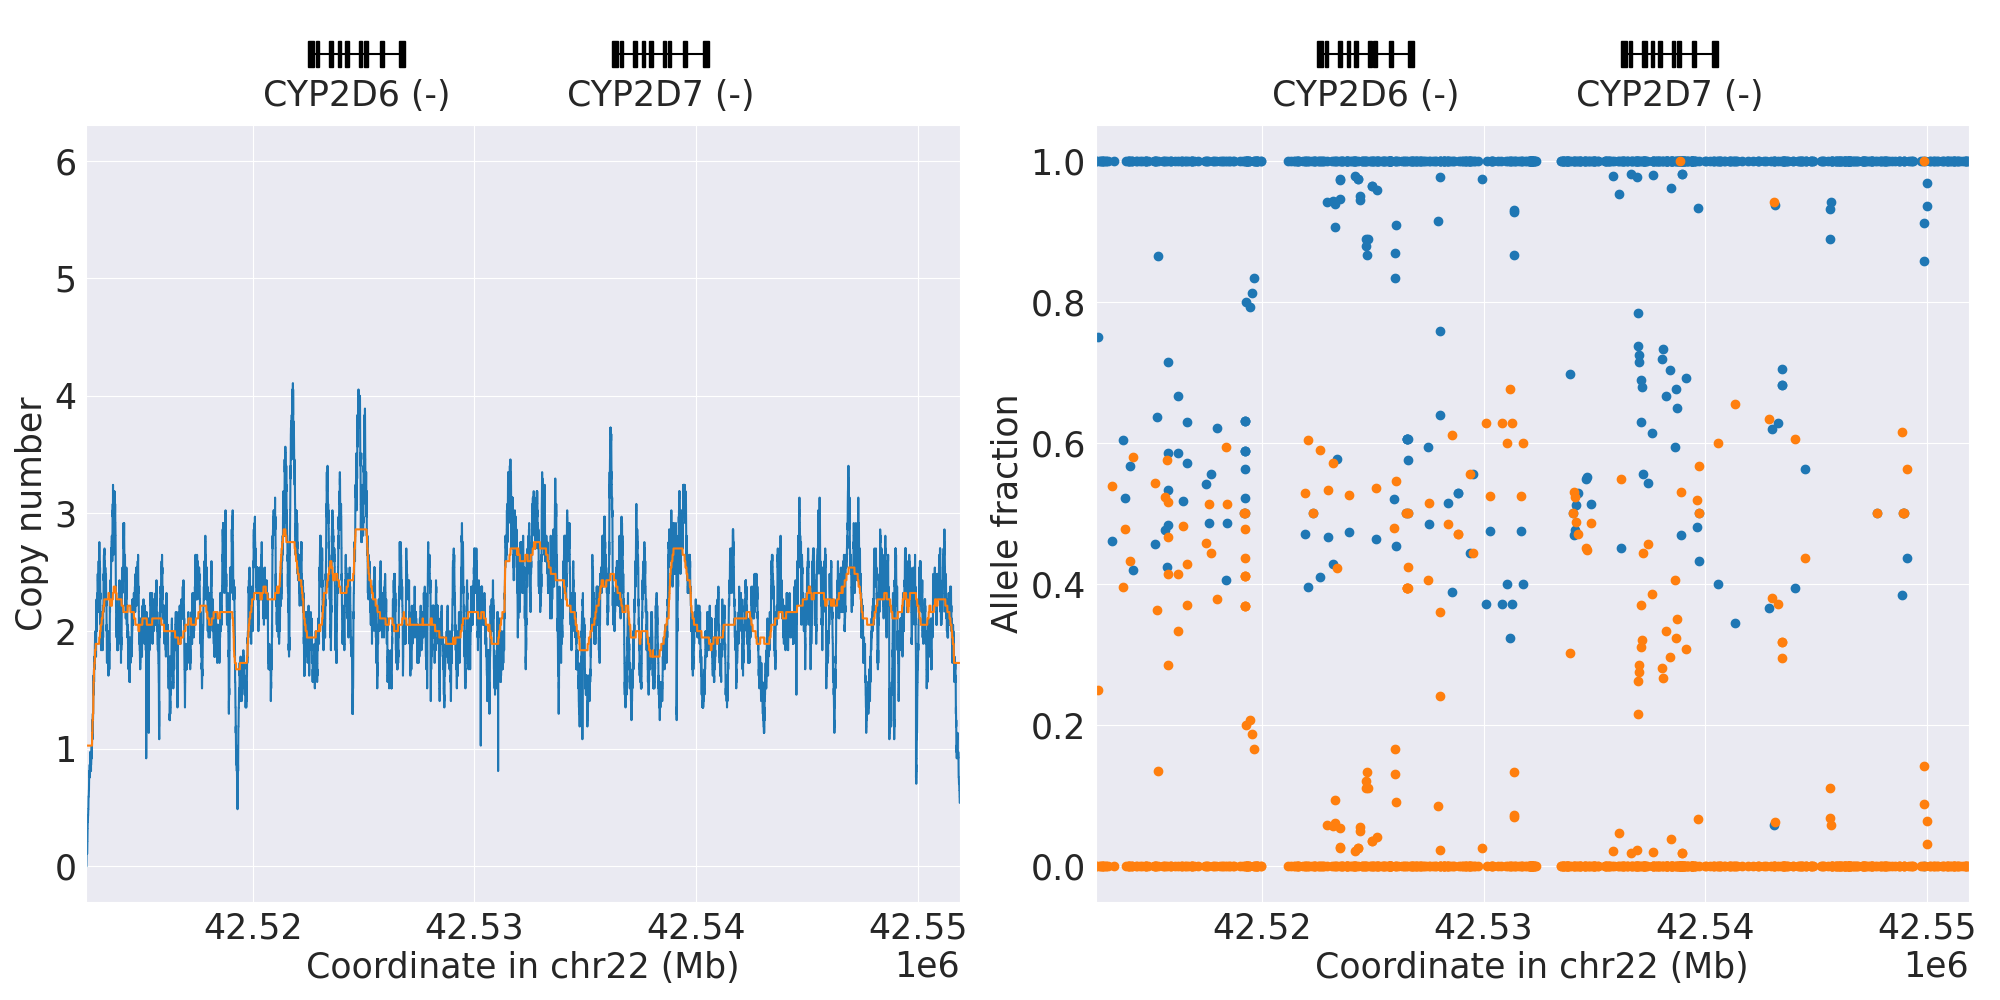 CYP2D6 (-)
CYP2D7 (-)
6
5
4
3
2
1
0
Copy number
42.52
42.53
42.54
42.55
Coordinate in chr22 (Mb)
1e6
CYP2D6 (-)
CYP2D7 (-)
1.0
0.8
0.6
0.4
0.2
0.0
Allele fraction
42.52
42.53
42.54
42.55
Coordinate in chr22 (Mb)
1e6